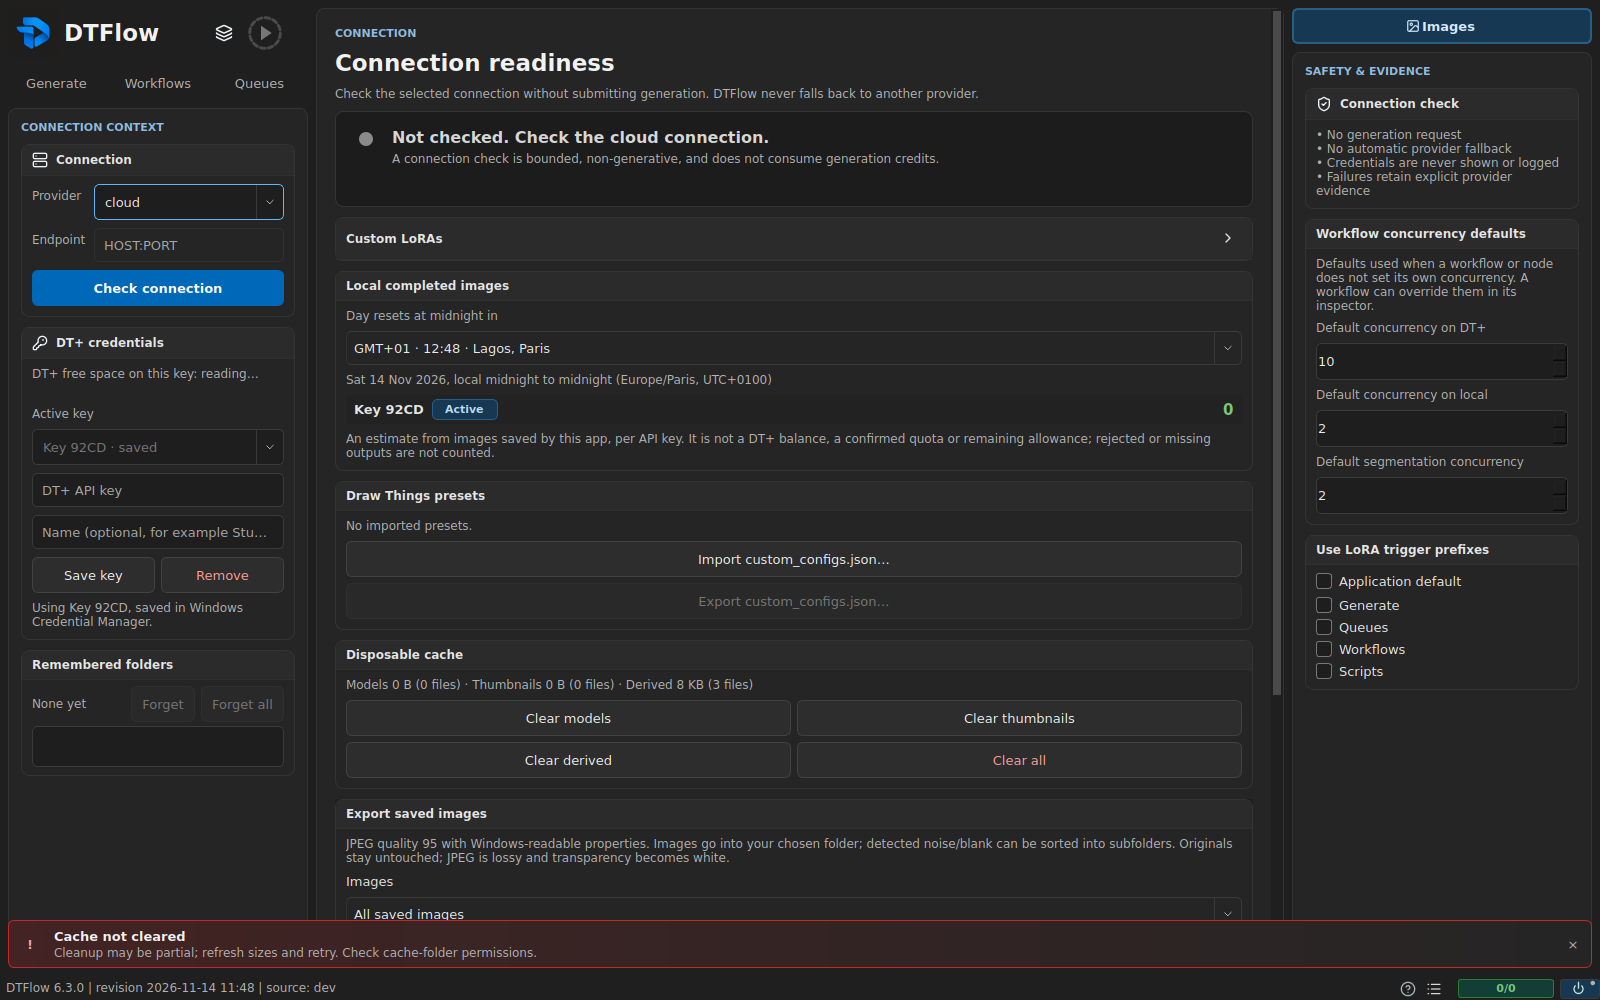 DTFlow
Generate
Workflows
Queues
CONNECTION CONTEXT
Connection
Provider
cloud
Endpoint
HOST:PORT
Check connection
DT+ credentials
DT+ free space on this key: reading…
Active key
Key 92CD · saved
DT+ API key
Name (optional, for example Stu…
Save key
Remove
Using Key 92CD, saved in Windows
Credential Manager.
Remembered folders
None yet
Forget
Forget all
CONNECTION
Connection readiness
Check the selected connection without submitting generation. DTFlow never falls back to another provider.
Not checked. Check the cloud connection.
A connection check is bounded, non-generative, and does not consume generation credits.
Custom LoRAs
Local completed images
Day resets at midnight in
GMT+01 · 12:48 · Lagos, Paris
Sat 14 Nov 2026, local midnight to midnight (Europe/Paris, UTC+0100)
Key 92CD
Active
0
An estimate from images saved by this app, per API key. It is not a DT+ balance, a confirmed quota or remaining allowance; rejected or missing
outputs are not counted.
Draw Things presets
No imported presets.
Import custom_configs.json…
Export custom_configs.json…
Disposable cache
Models 0 B (0 files) · Thumbnails 0 B (0 files) · Derived 8 KB (3 files)
Clear models
Clear thumbnails
Clear derived
Clear all
Export saved images
JPEG quality 95 with Windows-readable properties. Images go into your chosen folder; detected noise/blank can be sorted into subfolders. Originals
stay untouched; JPEG is lossy and transparency becomes white.
Images
All saved images
Images
SAFETY & EVIDENCE
Connection check
• No generation request
• No automatic provider fallback
• Credentials are never shown or logged
• Failures retain explicit provider
evidence
Workflow concurrency defaults
Defaults used when a workflow or node
does not set its own concurrency. A
workflow can override them in its
inspector.
Default concurrency on DT+
10
Default concurrency on local
2
Default segmentation concurrency
2
Use LoRA trigger prefixes
Application default
Generate
Queues
Workflows
Scripts
!
Cache not cleared
Cleanup may be partial; refresh sizes and retry. Check cache-folder permissions.
×
DTFlow 6.3.0 | revision 2026-11-14 11:48 | source: dev
0/0